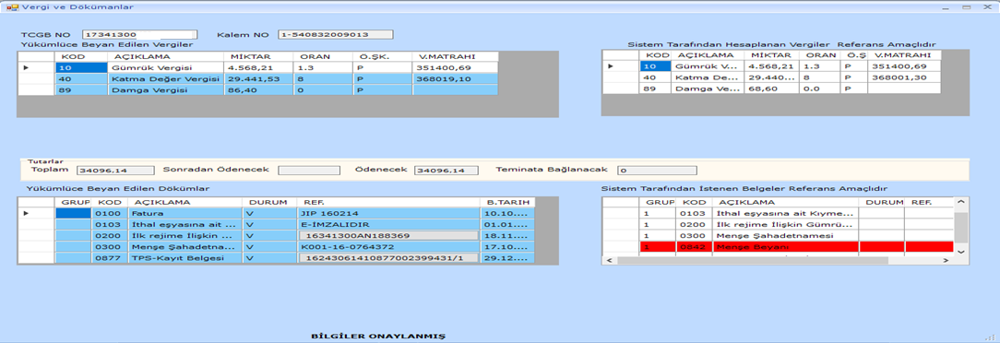 Vergi ve Dökümanlar
TCGB NO 17341300 Kalem NO 1-540832009013
Yükümlüce Beyan Edilen Vergiler
KOD AÇIKLAMA MİKTAR ORAN Ö.ŞK. V.MATRAHI
10 Gümrük Vergisi 4.568,21 1.3 P 351400,69
40 Katma Değer Vergisi 29.441,53 8 P 368019,10
89 Damga Vergisi 86,40 0 P
Sistem Tarafından Hesaplanan Vergiler Referans Amaçlıdır
KOD AÇIKLAMA MİKTAR ORAN Ö.Ş V.MATRAHI
10 Gümrük V... 4.568,21 1.3 P 351400,69
40 Katma De... 29.440... 8 P 368001,30
89 Damga Ve... 68,60 0.0 P
Tutarlar
Toplam 34096,14 Sonradan Ödenecek Ödenecek 34096,14 Teminata Bağlanacak 0
Yükümlüce Beyan Edilen Dökümlar
GRUP KOD AÇIKLAMA DURUM REF. B.TARIH
0100 Fatura V JIP 160214 10.10....
0103 İthal eşyasına ait ... V E-İMZALIDIR 01.01....
0200 İlk rejime İlişkin ... V 16341300AN188369 18.11....
0300 Menşe Şahadetna... V K001-16-0764372 17.10....
0877 TPS-Kayıt Belgesi V 16243061410877002399431/1 29.12....
Sistem Tarafından İstenen Belgeler Referans Amaçlıdır
GRUP KOD AÇIKLAMA DURUM REF.
1 0103 İthal eşyasına ait Kıyme...
1 0200 İlk rejime İlişkin Gümrü...
1 0300 Menşe Şahadetnamesi
1 0842 Menşe Beyanı
BİLGİLER ONAYLANMIŞ